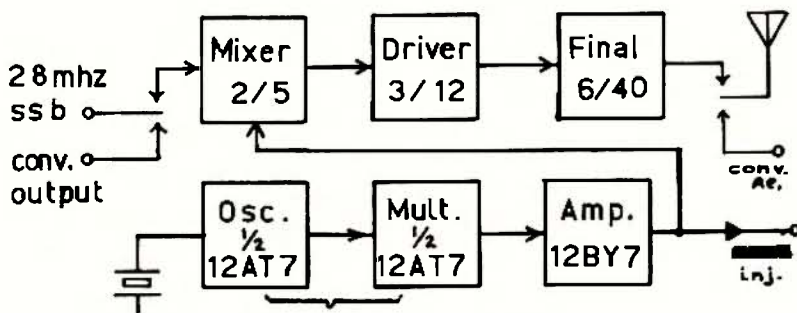 Mixer
2/5
Driver
3/12
Final
6/40
28mhz
ssb
conv.
output
conv.
Ae.
Osc.
½
12AT7
Mult.
½
12AT7
Amp.
12BY7
inj.